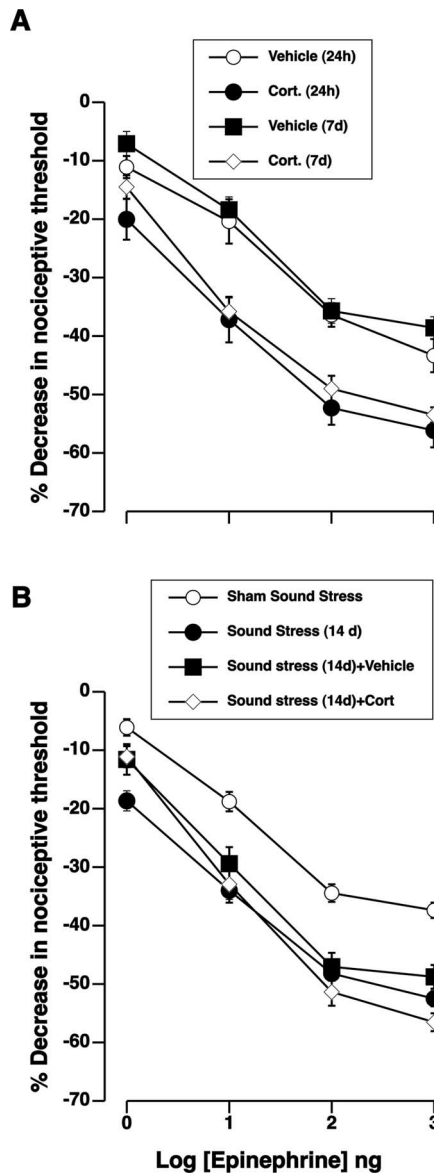 A
Vehicle (24h)
Cort. (24h)
Vehicle (7d)
Cort. (7d)
% Decrease in nociceptive threshold
0
-10
-20
-30
-40
-50
-60
-70
B
Sham Sound Stress
Sound Stress (14 d)
Sound stress (14d)+Vehicle
Sound stress (14d)+Cort
% Decrease in nociceptive threshold
0
-10
-20
-30
-40
-50
-60
-70
0 1 2 3
Log [Epinephrine] ng